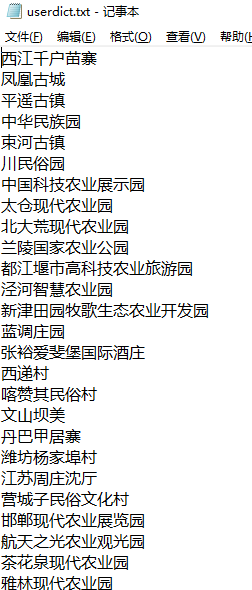 userdict.txt - 记事本
文件(F) 编辑(E) 格式(O) 查看(V) 帮助(H
西江千户苗寨
凤凰古城
平遥古镇
中华民族园
束河古镇
川民俗园
中国科技农业展示园
太仓现代农业园
北大荒现代农业园
兰陵国家农业公园
都江堰市高科技农业旅游园
泾河智慧农业园
新津田园牧歌生态农业开发园
蓝调庄园
张裕爱斐堡国际酒庄
西递村
喀赞其民俗村
文山坝美
丹巴甲居寨
潍坊杨家埠村
江苏周庄沈厅
营城子民俗文化村
邯郸现代农业展览园
航天之光农业观光园
茶花泉现代农业园
雅林现代农业园